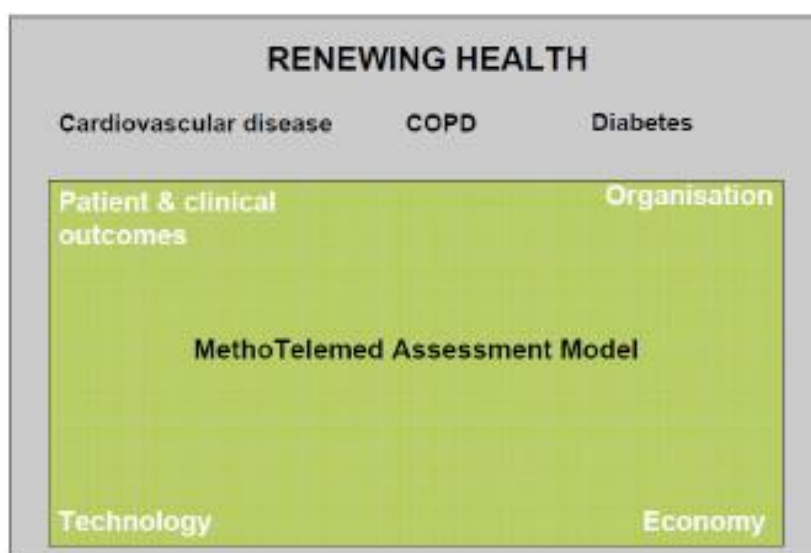 RENEWING HEALTH
Cardiovascular disease COPD Diabetes
Patient & clinical Organisation
outcomes
MethoTelemed Assessment Model
Technology Economy